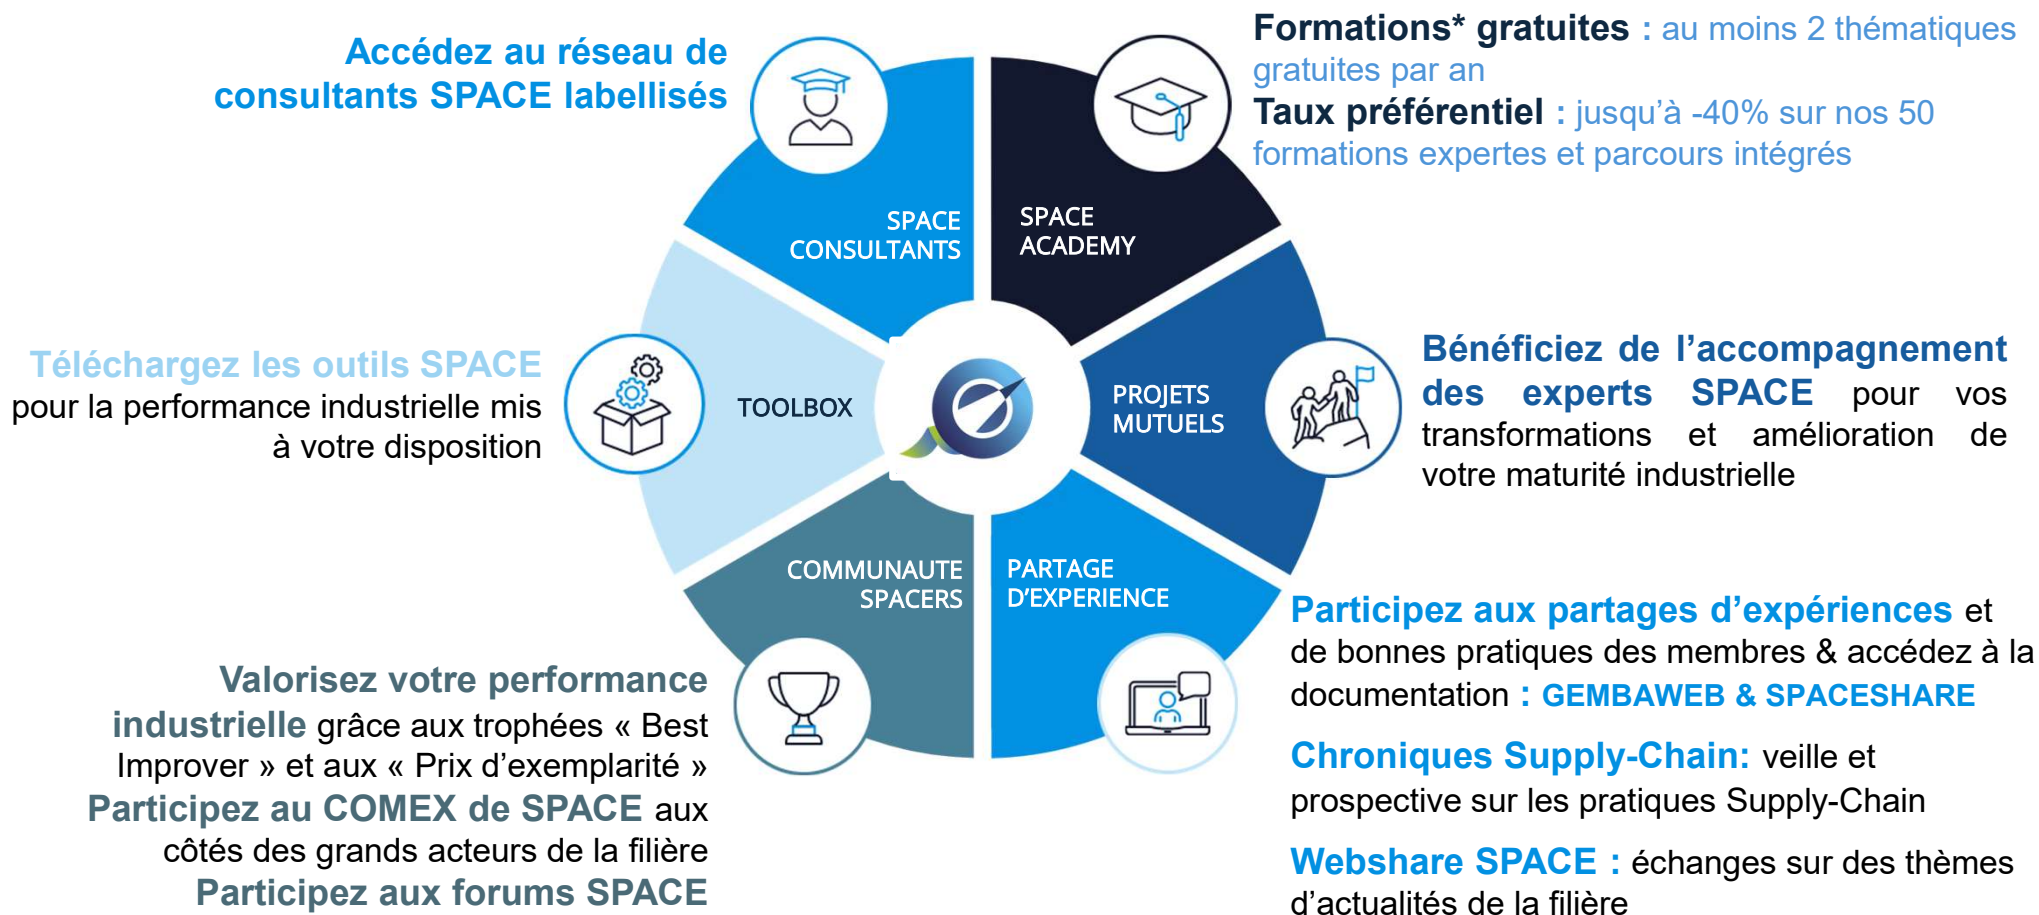 Accédez au réseau de
consultants SPACE labellisés
Formations* gratuites : au moins 2 thématiques
gratuites par an
Taux préférentiel : jusqu’à -40% sur nos 50
formations expertes et parcours intégrés
SPACE
CONSULTANTS
SPACE
ACADEMY
Téléchargez les outils SPACE
pour la performance industrielle mis
à votre disposition
TOOLBOX
PROJETS
MUTUELS
Bénéficiez de l’accompagnement
des experts SPACE pour vos
transformations et amélioration de
votre maturité industrielle
COMMUNAUTE
SPACERS
PARTAGE
D’EXPERIENCE
Valorisez votre performance
industrielle grâce aux trophées « Best
Improver » et aux « Prix d’exemplarité »
Participez au COMEX de SPACE aux
côtés des grands acteurs de la filière
Participez aux forums SPACE
Participez aux partages d’expériences et
de bonnes pratiques des membres & accédez à la
documentation : GEMBAWEB & SPACESHARE
Chroniques Supply-Chain: veille et
prospective sur les pratiques Supply-Chain
Webshare SPACE : échanges sur des thèmes
d’actualités de la filière